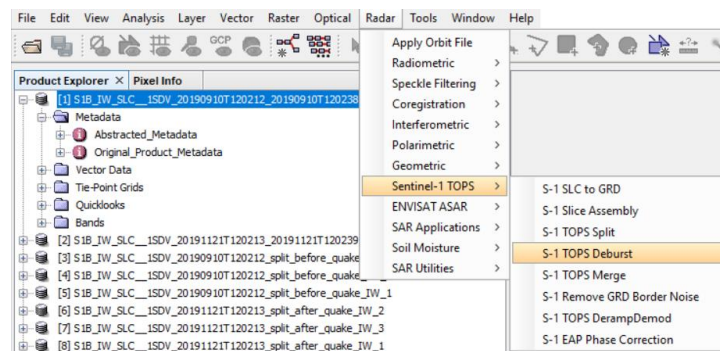 File Edit View Analysis Layer Vector Raster Optical Radar Tools Window Help
GCP
Product Explorer × Pixel Info
[1] S1B_IW_SLC__1SDV_20190910T120212_20190910T120238
Metadata
Abstracted_Metadata
Original_Product_Metadata
Vector Data
Tie-Point Grids
Quicklooks
Bands
[2] S1B_IW_SLC__1SDV_20191121T120213_20191121T120239
[3] S1B_IW_SLC__1SDV_20190910T120212_split_before_quake
[4] S1B_IW_SLC__1SDV_20190910T120212_split_before_quake
[5] S1B_IW_SLC__1SDV_20190910T120212_split_before_quake_IW_1
[6] S1B_IW_SLC__1SDV_20191121T120213_split_after_quake_IW_2
[7] S1B_IW_SLC__1SDV_20191121T120213_split_after_quake_IW_3
[8] S1B_IW_SLC__1SDV_20191121T120213_split_after_quake_IW_1
Apply Orbit File
Radiometric >
Speckle Filtering >
Coregistration >
Interferometric >
Polarimetric >
Geometric >
Sentinel-1 TOPS >
ENVISAT ASAR >
SAR Applications >
Soil Moisture >
SAR Utilities >
S-1 SLC to GRD
S-1 Slice Assembly
S-1 TOPS Split
S-1 TOPS Deburst
S-1 TOPS Merge
S-1 Remove GRD Border Noise
S-1 TOPS DerampDemod
S-1 EAP Phase Correction